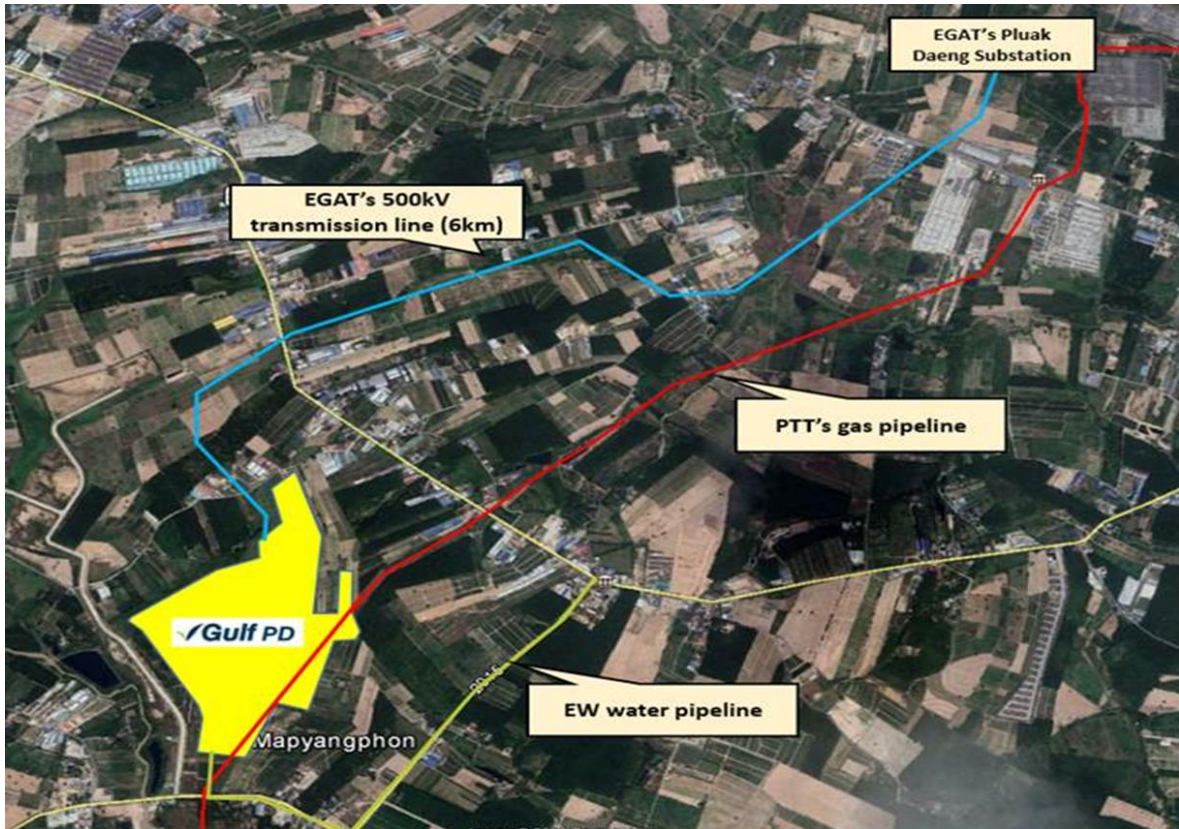 EGAT's Pluak
Daeng Substation
EGAT's 500kV
transmission line (6km)
PTT's gas pipeline
Gulf PD
EW water pipeline
Mapyangphon